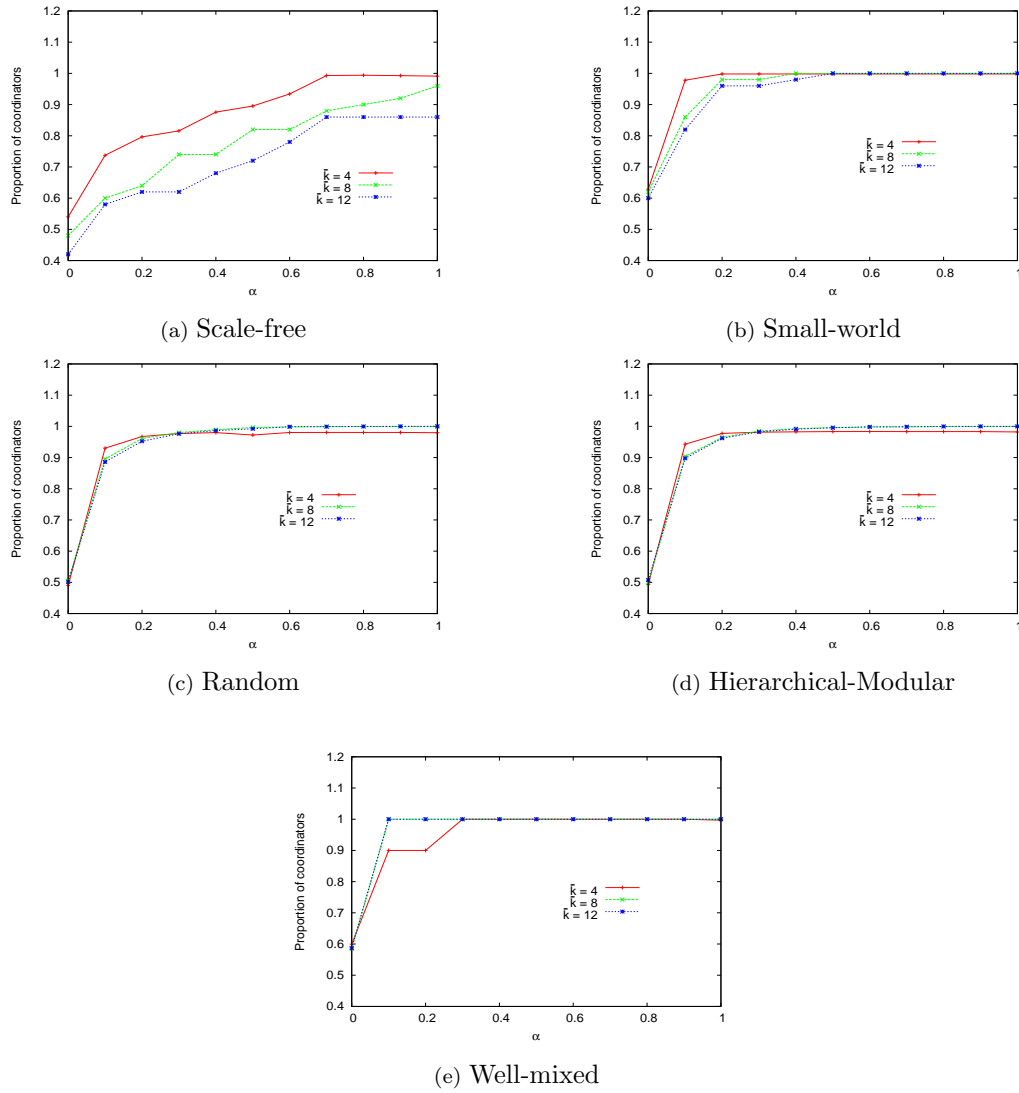 1.2
1.1
1
0.9
0.8
0.7
0.6
0.5
0.4
Proportion of coordinators
k̄ = 4
k̄ = 8
k̄ = 12
0 0.2 0.4 0.6 0.8 1
α
(a) Scale-free
1.2
1.1
1
0.9
0.8
0.7
0.6
0.5
0.4
Proportion of coordinators
k̄ = 4
k̄ = 8
k̄ = 12
0 0.2 0.4 0.6 0.8 1
α
(b) Small-world
1.2
1.1
1
0.9
0.8
0.7
0.6
0.5
0.4
Proportion of coordinators
k̄ = 4
k̄ = 8
k̄ = 12
0 0.2 0.4 0.6 0.8 1
α
(c) Random
1.2
1.1
1
0.9
0.8
0.7
0.6
0.5
0.4
Proportion of coordinators
k̄ = 4
k̄ = 8
k̄ = 12
0 0.2 0.4 0.6 0.8 1
α
(d) Hierarchical-Modular
1.2
1.1
1
0.9
0.8
0.7
0.6
0.5
0.4
Proportion of coordinators
k̄ = 4
k̄ = 8
k̄ = 12
0 0.2 0.4 0.6 0.8 1
α
(e) Well-mixed